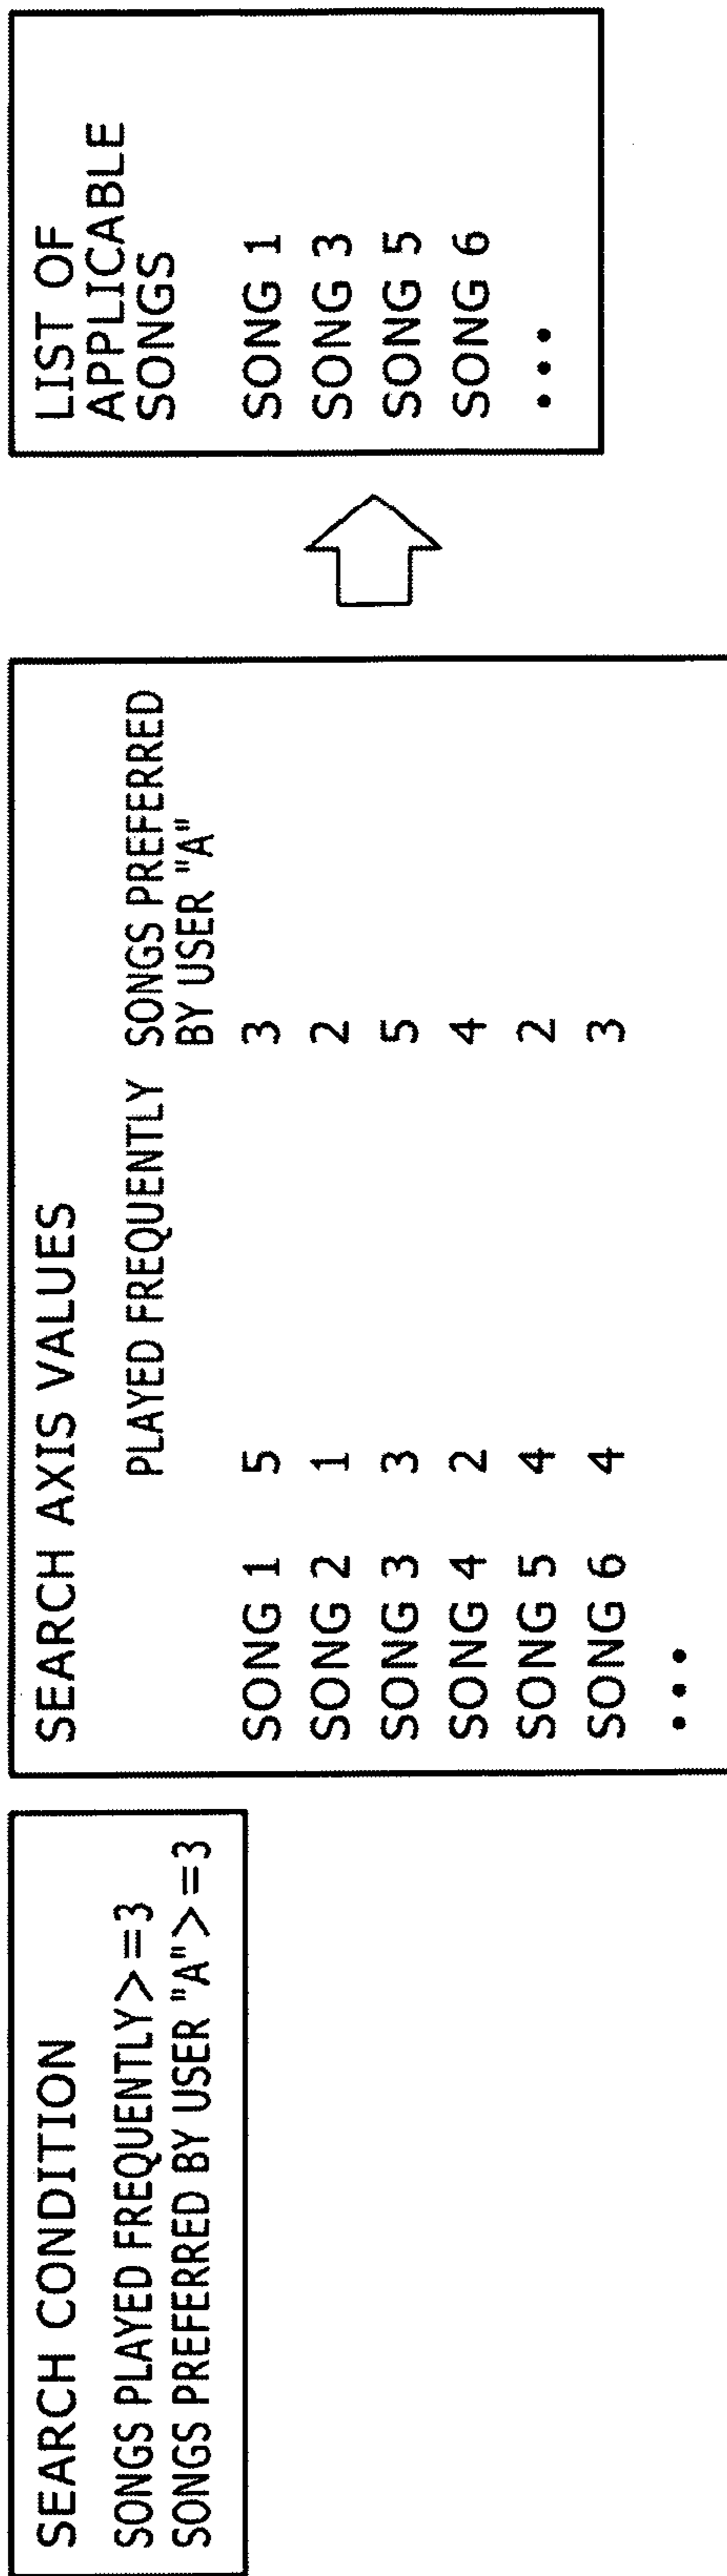 SEARCH CONDITION
SONGS PLAYED FREQUENTLY>=3
SONGS PREFERRED BY USER "A">=3
SEARCH AXIS VALUES
PLAYED FREQUENTLY SONGS PREFERRED
BY USER "A"
SONG 1 5 3
SONG 2 1 2
SONG 3 3 5
SONG 4 2 4
SONG 5 4 2
SONG 6 4 3
•••
LIST OF
APPLICABLE
SONGS
SONG 1
SONG 3
SONG 5
SONG 6
•••